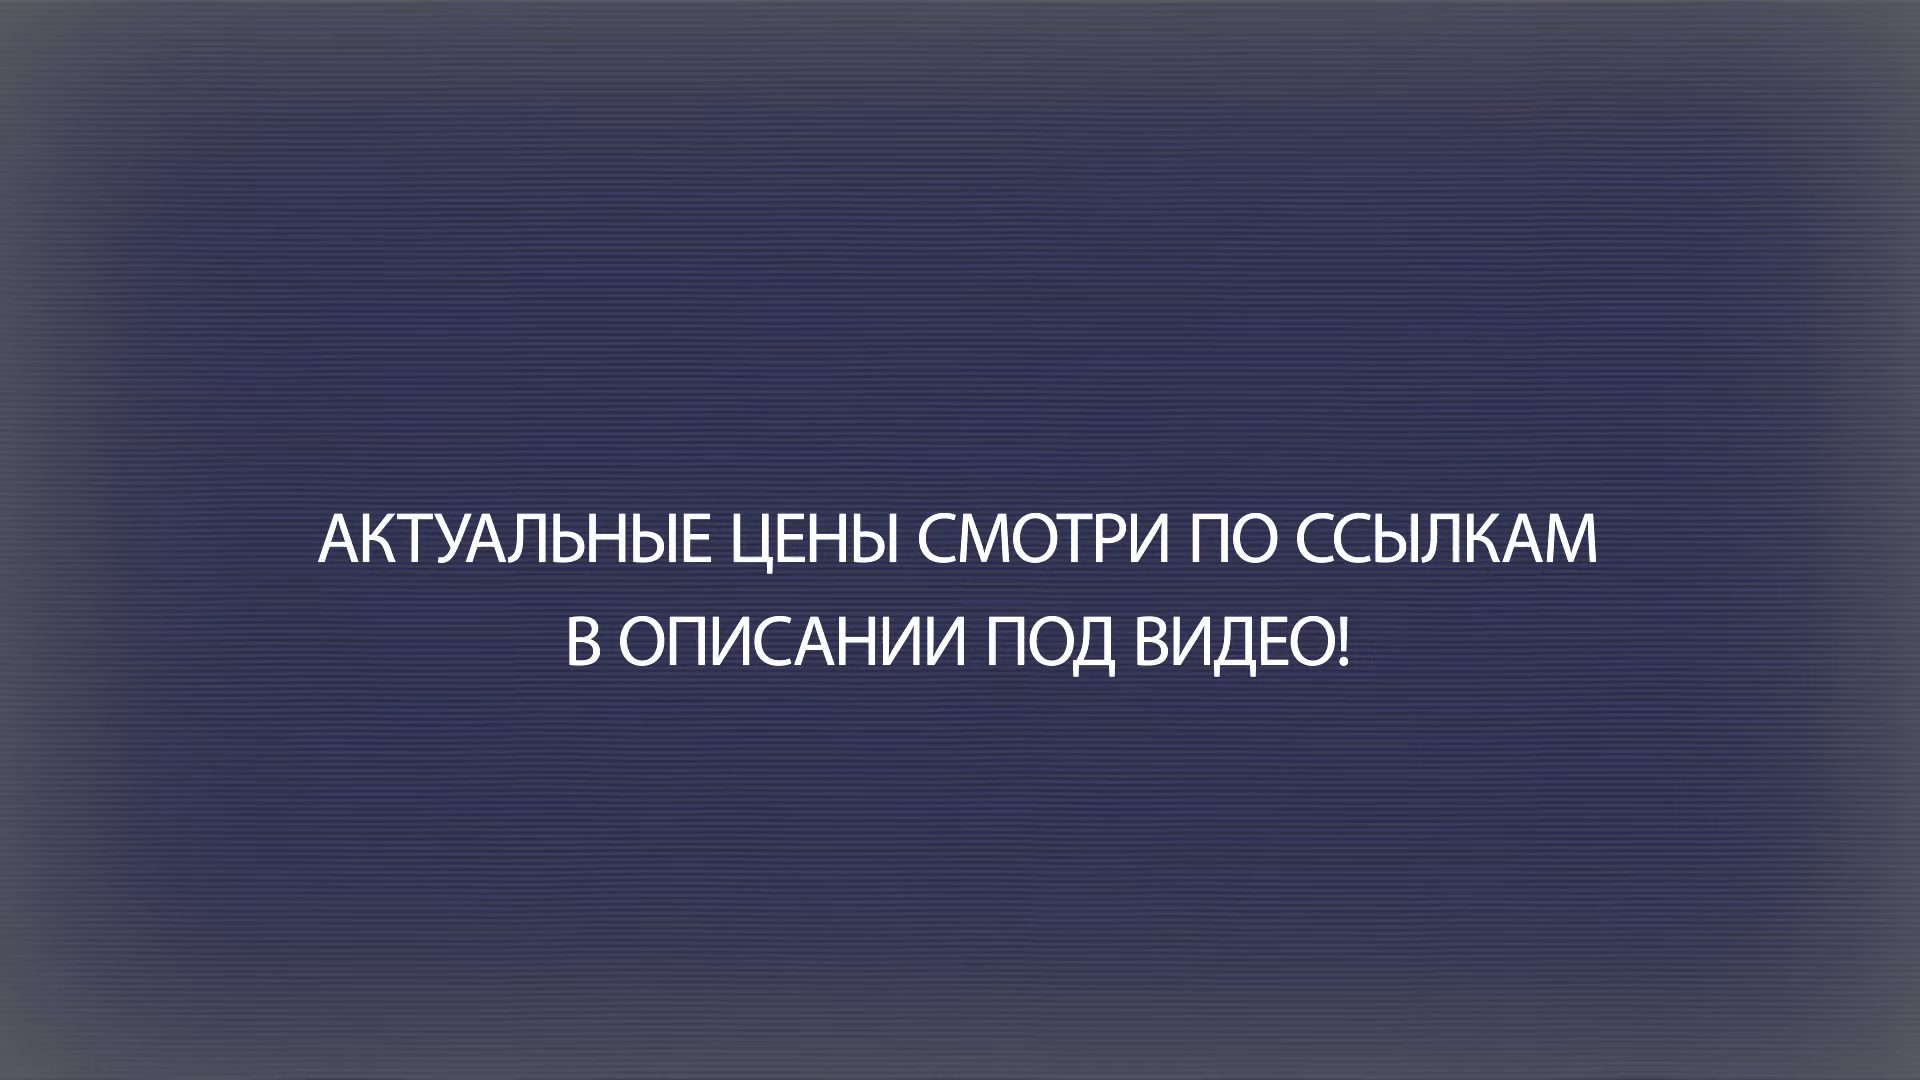 АКТУАЛЬНЫЕ ЦЕНЫ СМОТРИ ПО ССЫЛКАМ
В ОПИСАНИИ ПОД ВИДЕО!